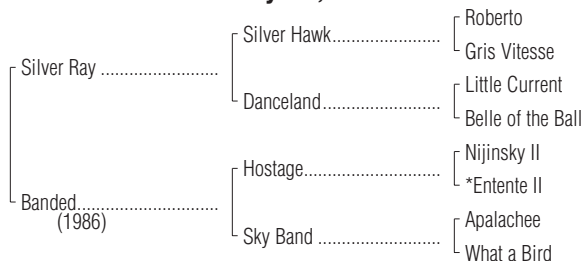 Roberto
Silver Hawk
Gris Vitesse
Silver Ray
Little Current
Danceland
Belle of the Ball
Nijinsky II
Hostage
*Entente II
Banded
(1986)
Apalachee
Sky Band
What a Bird